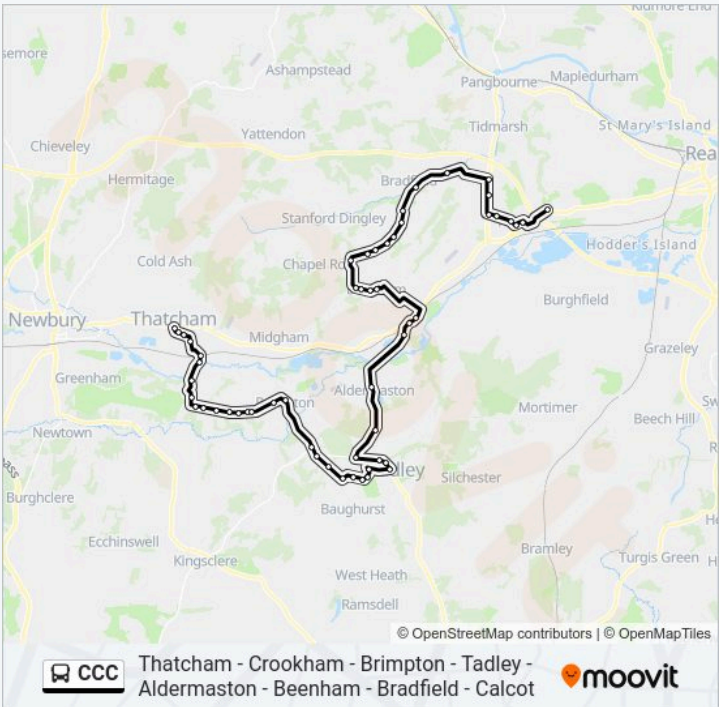 Kidmore End
Ashampstead
Mapledurham
Pangbourne
Tidmarsh
St Mary's Island
Yattendon
Chieveley
Rea
Hermitage
Bradf
Stanford Dingley
Cold Ash
Chapel Ro
Hodder's Island
Burghfield
Newbury
Thatcham
Midgham
Grazeley
Greenham
Alder
aston
Mortimer
Beech Hill
Newtown
Silchester
Burghclere
Baughurst
Ecchinswell
Kingsclere
Bramley
Turgis Green
West Heath
Ramsdell
© OpenStreetMap contributors | © OpenMapTiles
CCC
Thatcham - Crookham - Brimpton - Tadley -
Aldermaston - Beenham - Bradfield - Calcot
moovit